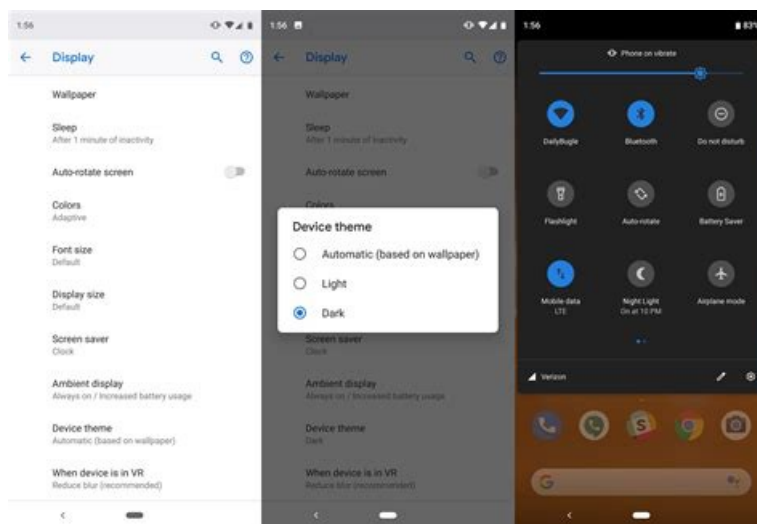 1:56
Display
Wallpaper
Sleep
After 1 minute of inactivity
Auto-rotate screen
Colors
Adaptive
Font size
Default
Display size
Default
Screen saver
Clock
Ambient display
Always on / Increased battery usage
Device theme
Automatic (based on wallpaper)
When device is in VR
Reduce blur (recommended)
1:56
Display
Wallpaper
Sleep
After 1 minute of inactivity
Auto-rotate screen
Colors
Device theme
Automatic (based on wallpaper)
Light
Dark
Screen saver
Clock
Ambient display
Always on / Increased battery usage
Device theme
Dark
When device is in VR
Reduce blur (recommended)
1:56
83%
Phone on vibrate
DailyBugle
Bluetooth
Do not disturb
Flashlight
Auto-rotate
Battery Saver
Mobile data
LTE
Night Light
On at 10 PM
Airplane mode
Verizon
S
G